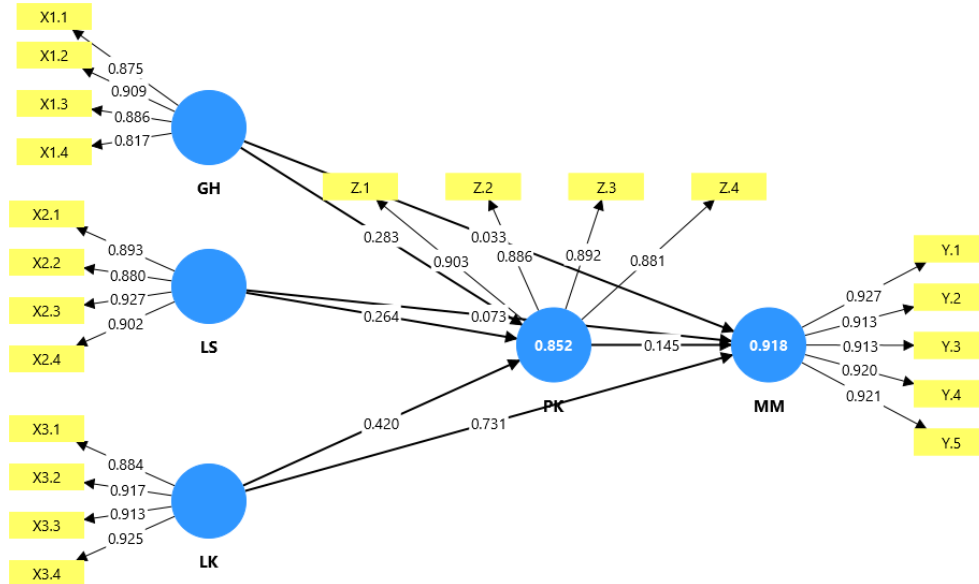 X1.1
X1.2
X1.3
X1.4
0.875
0.909
0.886
0.817
GH
X2.1
X2.2
X2.3
X2.4
0.893
0.880
0.927
0.902
LS
X3.1
X3.2
X3.3
X3.4
0.884
0.917
0.913
0.925
LK
Z.1
Z.2
Z.3
Z.4
0.903
0.886
0.892
0.881
0.283
0.033
0.264
0.073
0.420
0.731
0.145
0.852
PK
0.918
MM
0.927
0.913
0.913
0.920
0.921
Y.1
Y.2
Y.3
Y.4
Y.5